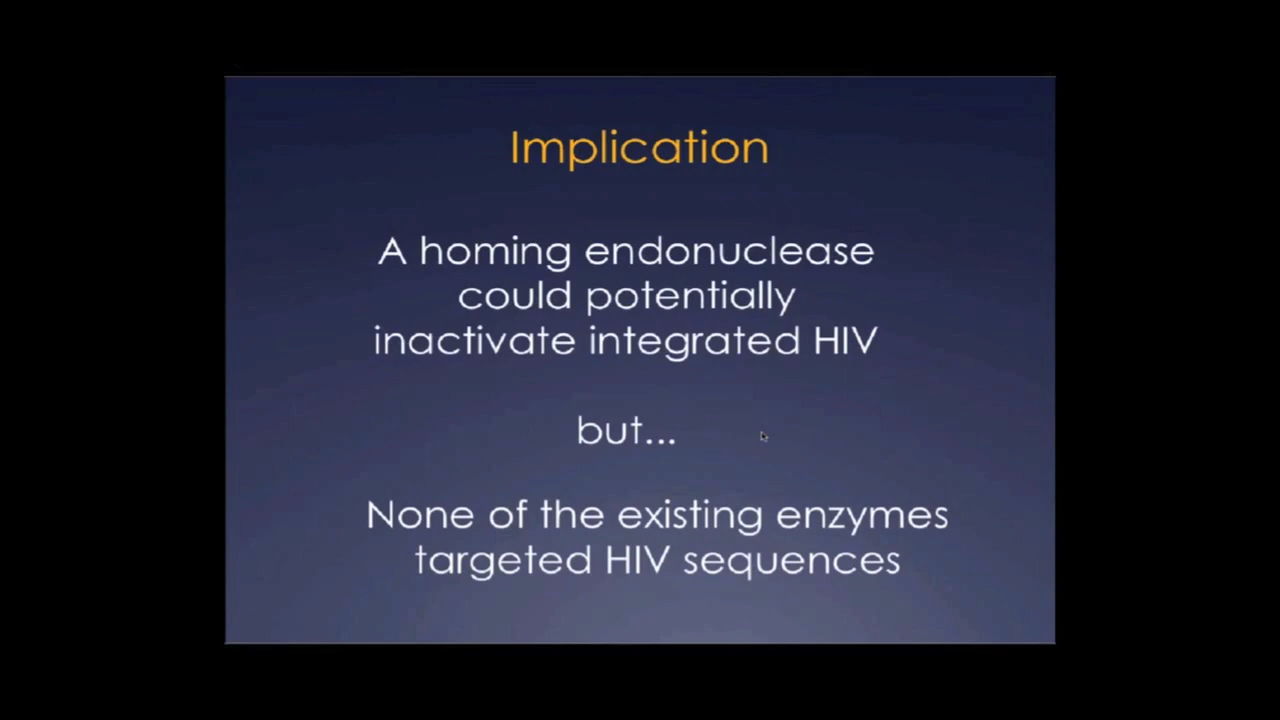 Implication
A homing endonuclease
could potentially
inactivate integrated HIV
but...
None of the existing enzymes
targeted HIV sequences